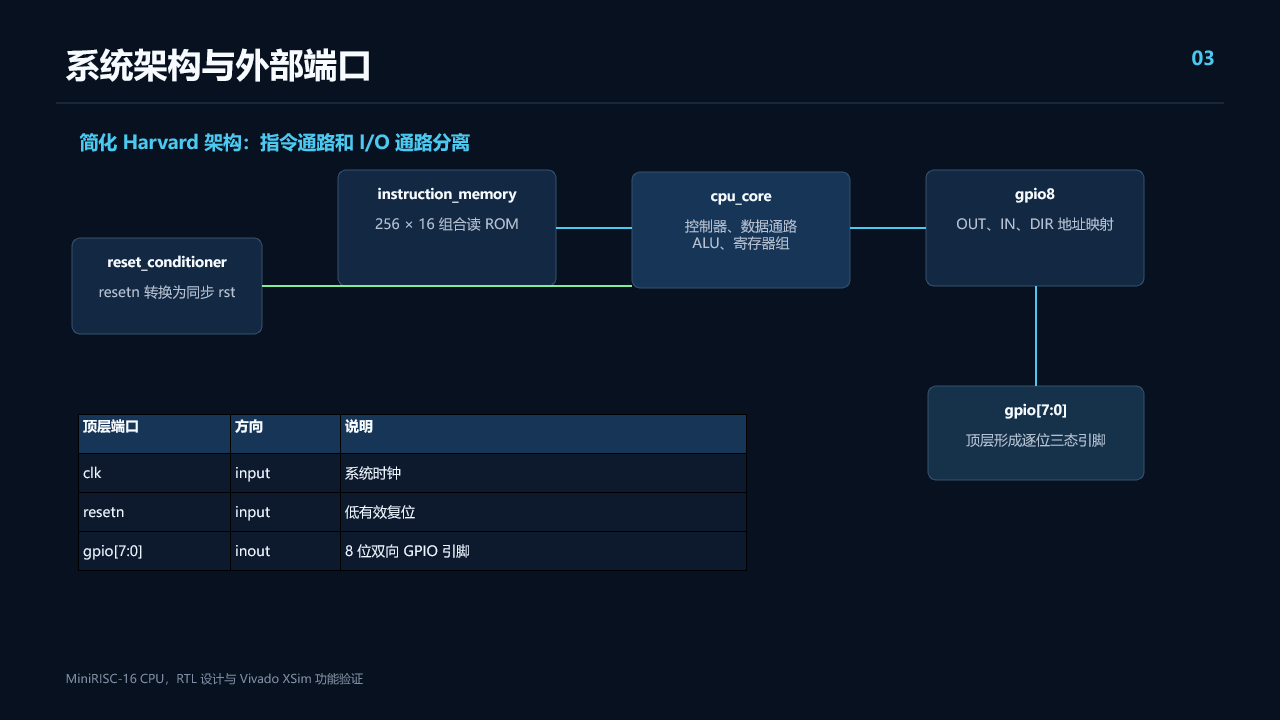 系统架构与外部端口
03
简化 Harvard 架构：指令通路和 I/O 通路分离
instruction_memory
256 × 16 组合读 ROM
cpu_core
控制器、数据通路
ALU、寄存器组
gpio8
OUT、IN、DIR 地址映射
reset_conditioner
resetn 转换为同步 rst
gpio[7:0]
顶层形成逐位三态引脚
顶层端口 方向 说明
clk input 系统时钟
resetn input 低有效复位
gpio[7:0] inout 8 位双向 GPIO 引脚
MiniRISC-16 CPU，RTL 设计与 Vivado XSim 功能验证